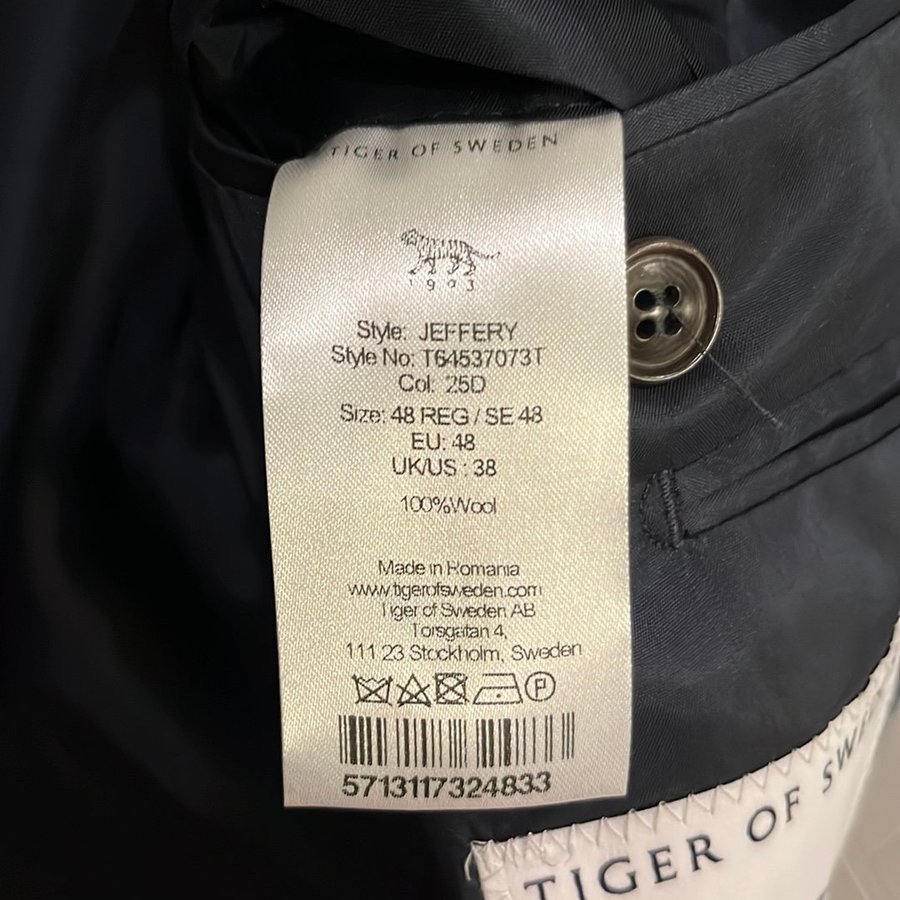 TIGER OF SWEDEN
1903
Style: JEFFERY
Style No: T64537073T
Col: 25D
Size: 48 REG / SE 48
EU: 48
UK/US : 38
100%Wool
Made in Romania
www.tigerofsweden.com
Tiger of Sweden AB
Torsgatan 4,
111 23 Stockholm, Sweden
P
5713117324833
TIGER OF SWE